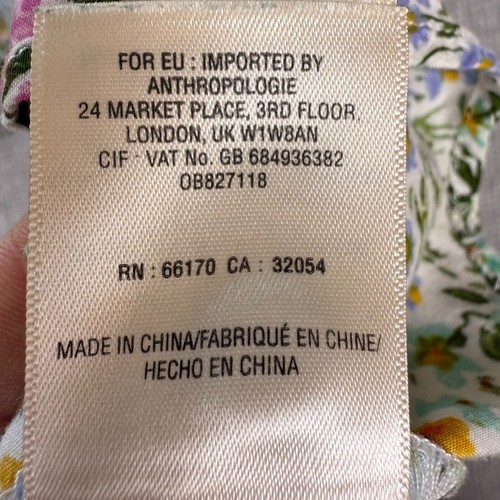 FOR EU : IMPORTED BY
ANTHROPOLOGIE
24 MARKET PLACE, 3RD FLOOR
LONDON, UK W1W8AN
CIF : VAT No. GB 684936382
OB827118
RN : 66170 CA : 32054
MADE IN CHINA/FABRIQUÉ EN CHINE/
HECHO EN CHINA